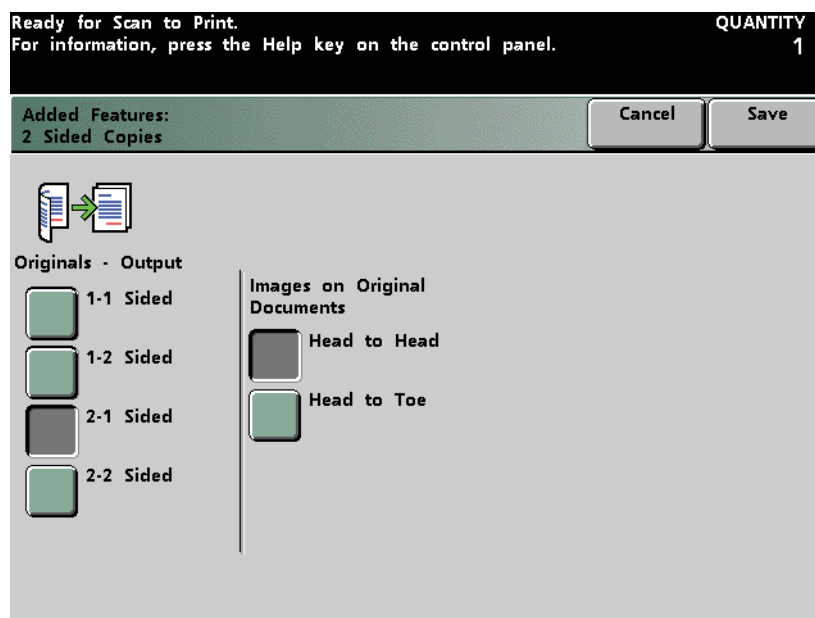 Ready for Scan to Print.
For information, press the Help key on the control panel.
QUANTITY
1
Added Features:
2 Sided Copies
Cancel
Save
Originals - Output
1-1 Sided
1-2 Sided
2-1 Sided
2-2 Sided
Images on Original
Documents
Head to Head
Head to Toe